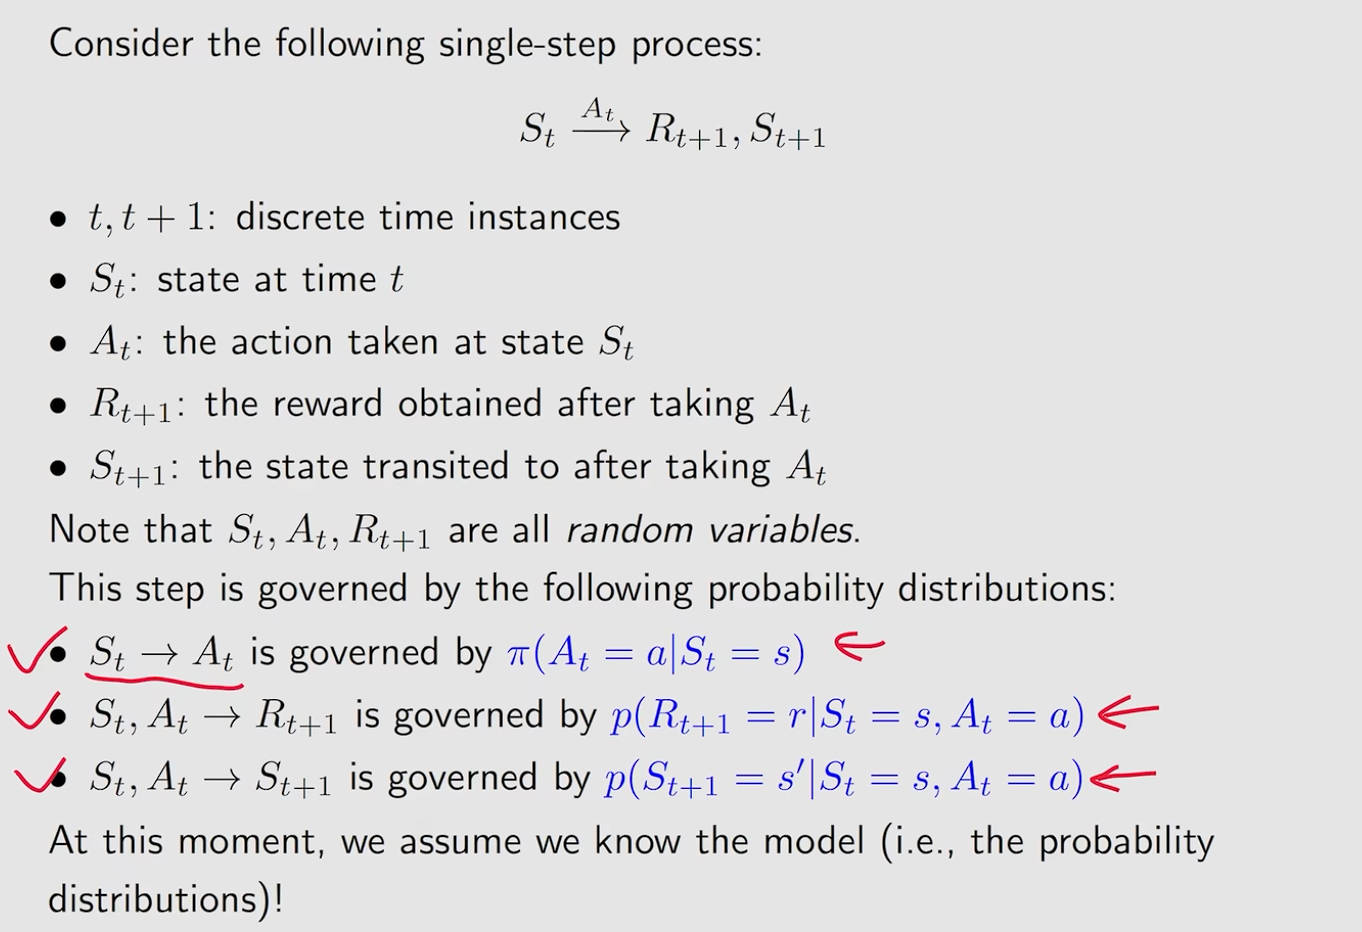 Consider the following single-step process:
$S_t \xrightarrow{A_t} R_{t+1}, S_{t+1}$
• $t, t+1$: discrete time instances
• $S_t$: state at time $t$
• $A_t$: the action taken at state $S_t$
• $R_{t+1}$: the reward obtained after taking $A_t$
• $S_{t+1}$: the state transited to after taking $A_t$
Note that $S_t, A_t, R_{t+1}$ are all random variables.
This step is governed by the following probability distributions:
• $S_t \to A_t$ is governed by $\pi(A_t = a|S_t = s)$
• $S_t, A_t \to R_{t+1}$ is governed by $p(R_{t+1} = r|S_t = s, A_t = a)$
• $S_t, A_t \to S_{t+1}$ is governed by $p(S_{t+1} = s'|S_t = s, A_t = a)$
At this moment, we assume we know the model (i.e., the probability
distributions)!